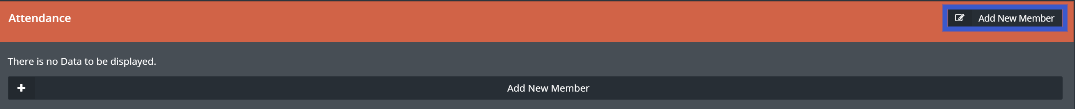 Attendance
Add New Member
There is no Data to be displayed.
Add New Member